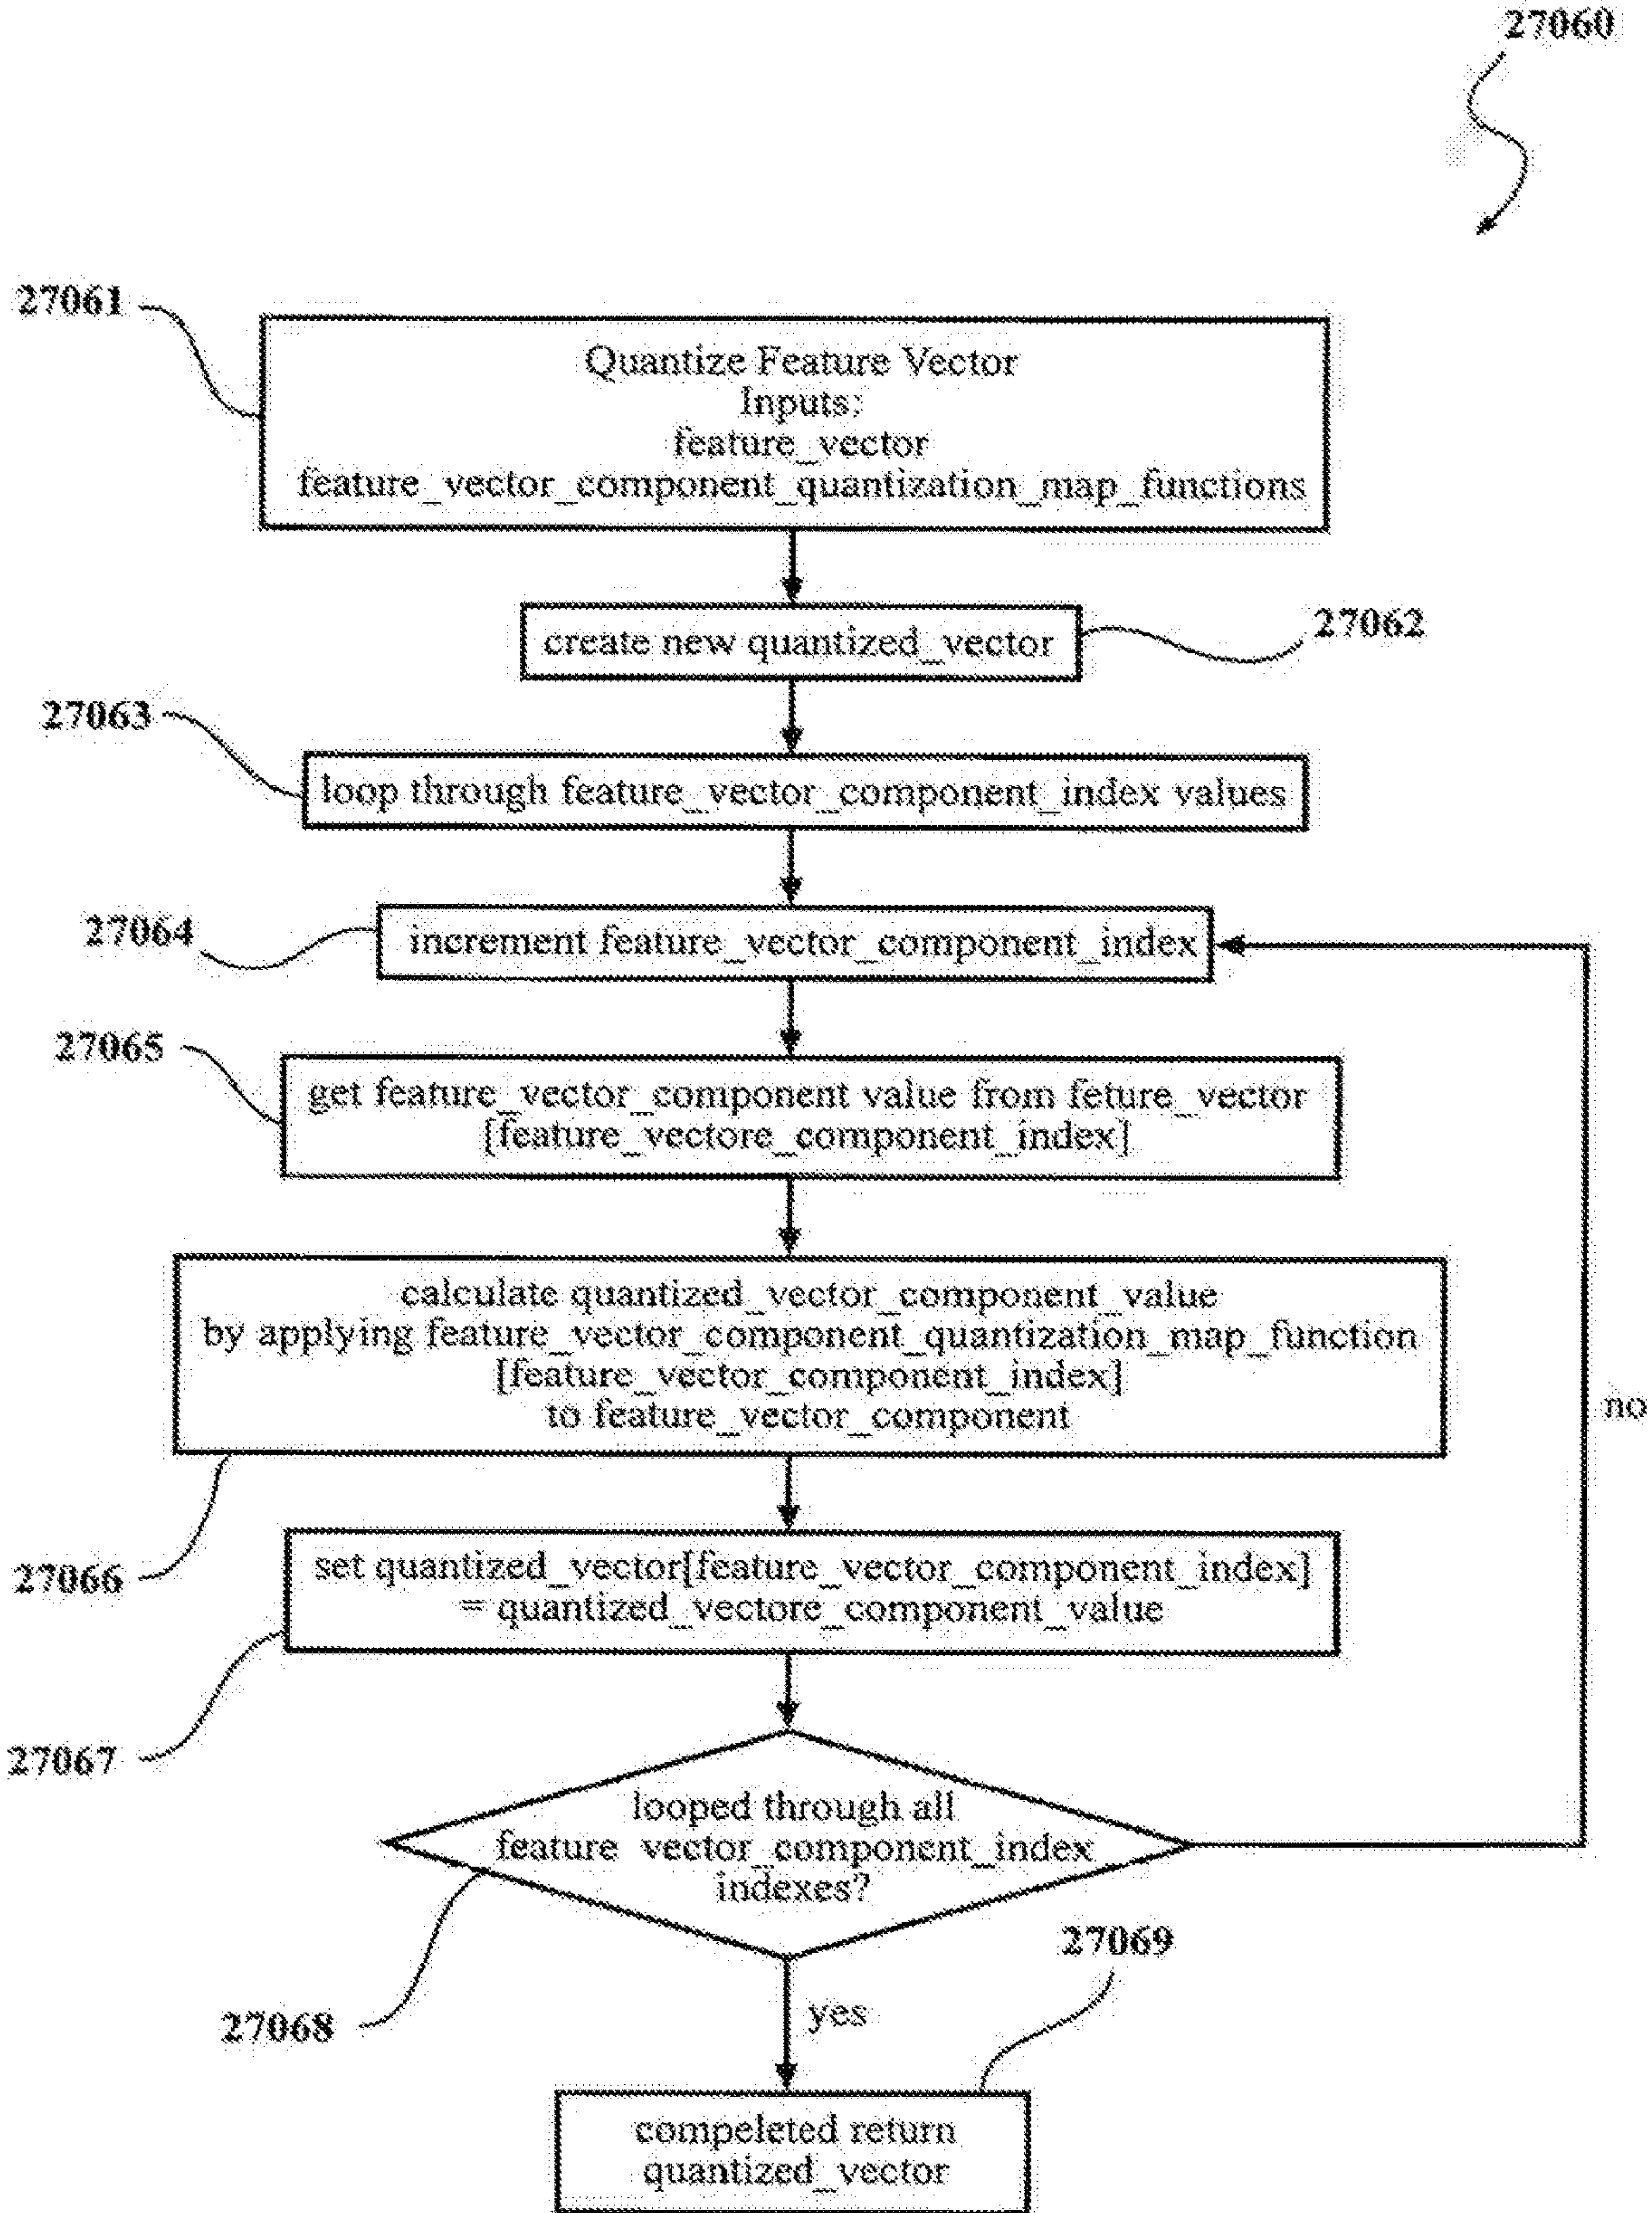 27060
27061
Quantize Feature Vector
Inputs:
feature_vector
feature_vector_component_quantization_map_functions
create new quantized_vector
27062
27063
loop through feature_vector_component_index values
27064
increment feature_vector_component_index
27065
get feature_vector_component value from feture_vector
[feature_vectore_component_index]
calculate quantized_vector_component_value
by applying feature_vector_component_quantization_map_function
[feature_vector_component_index]
to feature_vector_component
no
27066
set quantized_vector[feature_vector_component_index]
= quantized_vectore_component_value
27067
looped through all
feature_vector_component_index
indexes?
27068
yes
27069
compeleted return
quantized_vector